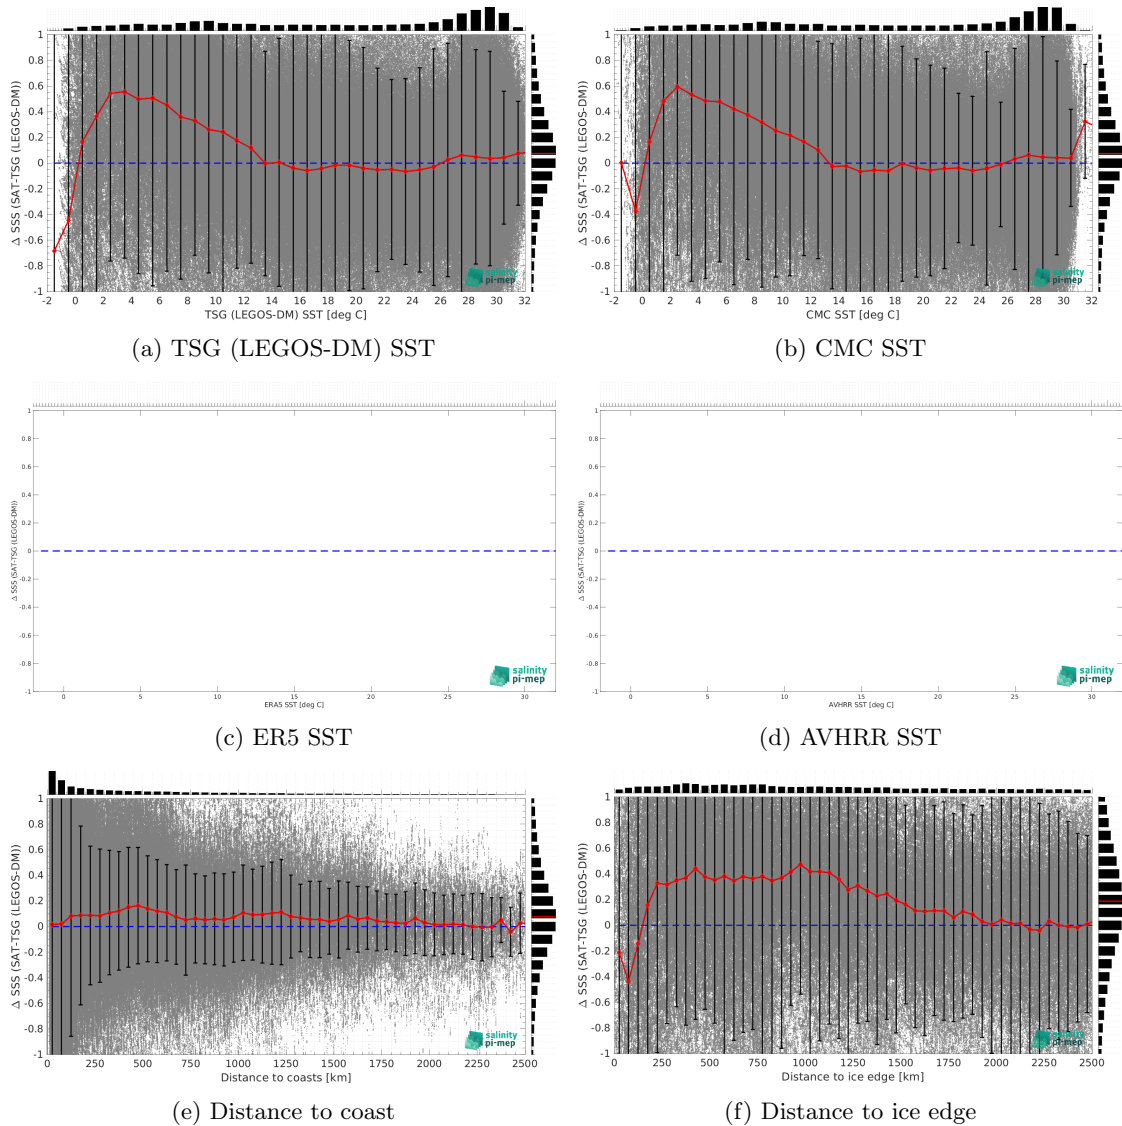 1
0.8
0.6
0.4
0.2
0
-0.2
-0.4
-0.6
-0.8
-1
Δ SSS (SAT-TSG (LEGOS-DM))
-2 0 2 4 6 8 10 12 14 16 18 20 22 24 26 28 30 32
TSG (LEGOS-DM) SST [deg C]
salinity
pi-mep
(a) TSG (LEGOS-DM) SST
1
0.8
0.6
0.4
0.2
0
-0.2
-0.4
-0.6
-0.8
-1
Δ SSS (SAT-TSG (LEGOS-DM))
-2 0 2 4 6 8 10 12 14 16 18 20 22 24 26 28 30 32
CMC SST [deg C]
salinity
pi-mep
(b) CMC SST
1
0.8
0.6
0.4
0.2
0
-0.2
-0.4
-0.6
-0.8
-1
Δ SSS (SAT-TSG (LEGOS-DM))
0 5 10 15 20 25 30
ERA5 SST [deg C]
salinity
pi-mep
(c) ER5 SST
1
0.8
0.6
0.4
0.2
0
-0.2
-0.4
-0.6
-0.8
-1
Δ SSS (SAT-TSG (LEGOS-DM))
0 5 10 15 20 25 30
AVHRR SST [deg C]
salinity
pi-mep
(d) AVHRR SST
1
0.8
0.6
0.4
0.2
0
-0.2
-0.4
-0.6
-0.8
-1
Δ SSS (SAT-TSG (LEGOS-DM))
0 250 500 750 1000 1250 1500 1750 2000 2250 2500
Distance to coasts [km]
salinity
pi-mep
(e) Distance to coast
1
0.8
0.6
0.4
0.2
0
-0.2
-0.4
-0.6
-0.8
-1
Δ SSS (SAT-TSG (LEGOS-DM))
0 250 500 750 1000 1250 1500 1750 2000 2250 2500
Distance to ice edge [km]
salinity
pi-mep
(f) Distance to ice edge